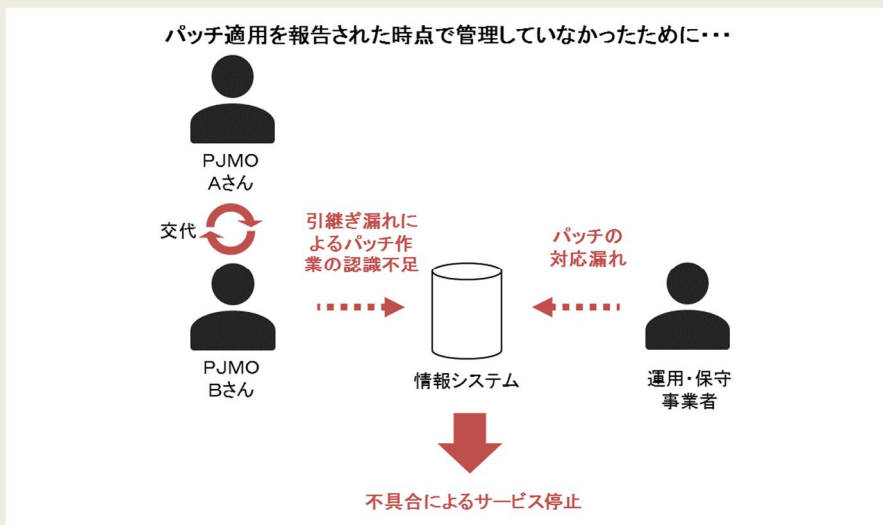 パッチ適用を報告された時点で管理していなかったために・・・
PJMO
Aさん
交代
引継ぎ漏れに
よるパッチ作
業の認識不足
パッチの
対応漏れ
PJMO
Bさん
情報システム
運用・保守
事業者
不具合によるサービス停止